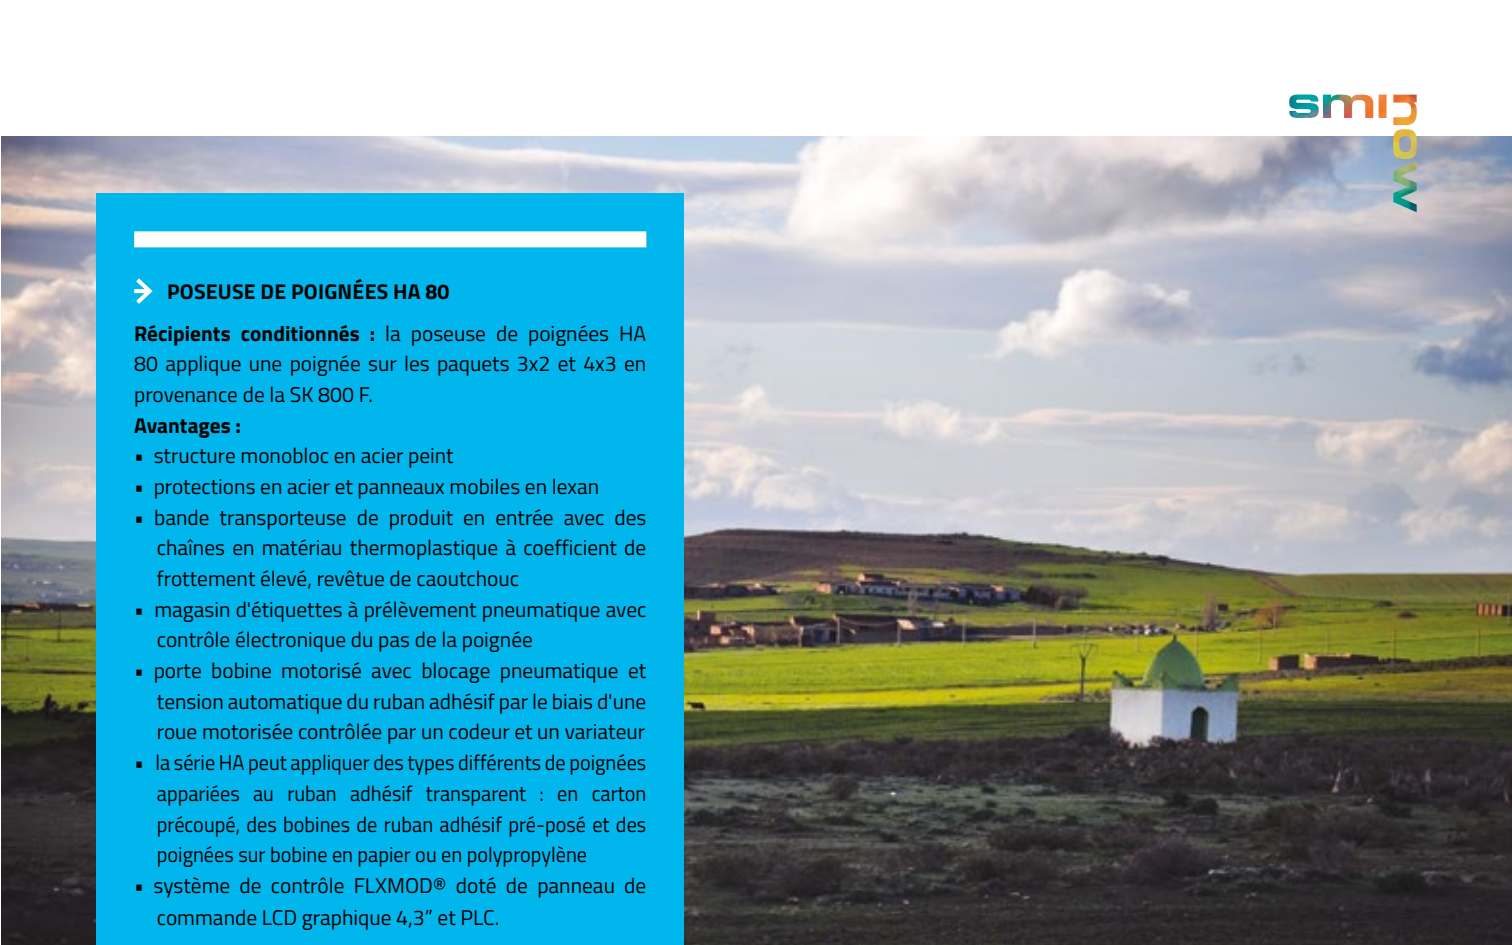 smi
now
POSEUSE DE POIGNÉES HA 80
Récipients conditionnés : la poseuse de poignées HA
80 applique une poignée sur les paquets 3x2 et 4x3 en
provenance de la SK 800 F.
Avantages :
▪ structure monobloc en acier peint
▪ protections en acier et panneaux mobiles en lexan
▪ bande transporteuse de produit en entrée avec des
chaînes en matériau thermoplastique à coefficient de
frottement élevé, revêtue de caoutchouc
▪ magasin d'étiquettes à prélèvement pneumatique avec
contrôle électronique du pas de la poignée
▪ porte bobine motorisé avec blocage pneumatique et
tension automatique du ruban adhésif par le biais d'une
roue motorisée contrôlée par un codeur et un variateur
▪ la série HA peut appliquer des types différents de poignées
appariées au ruban adhésif transparent : en carton
précoupé, des bobines de ruban adhésif pré-posé et des
poignées sur bobine en papier ou en polypropylène
▪ système de contrôle FLXMOD® doté de panneau de
commande LCD graphique 4,3” et PLC.